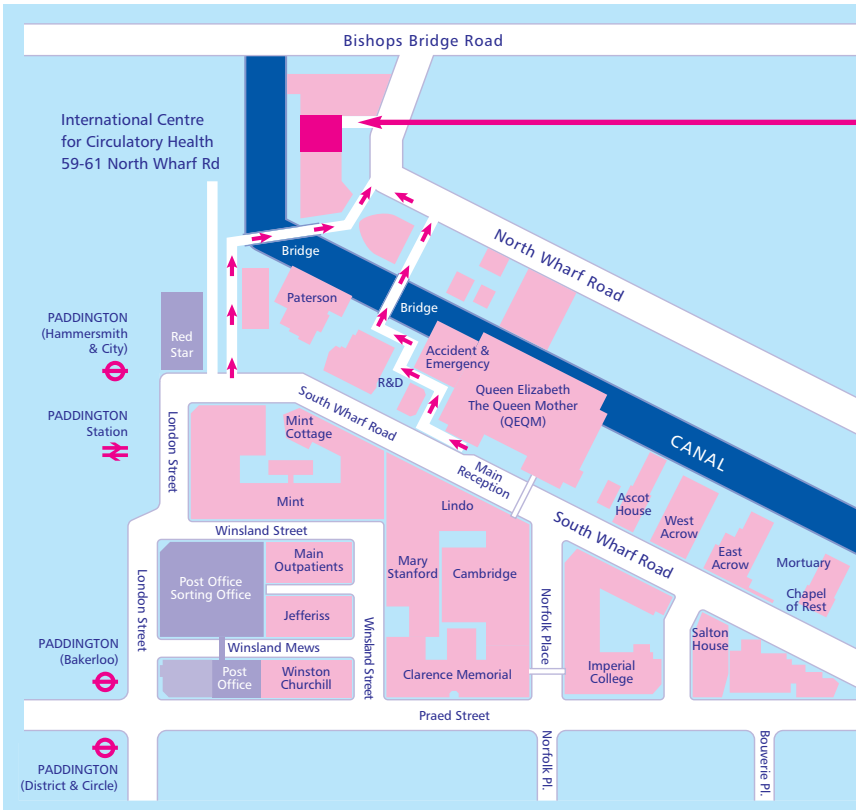 Bishops Bridge Road
International Centre
for Circulatory Health
59-61 North Wharf Rd
North Wharf Road
Bridge
Paterson
Bridge
PADDINGTON
(Hammersmith
& City)
Red
Star
Accident &
Emergency
R&D
Queen Elizabeth
The Queen Mother
(QEQM)
PADDINGTON
Station
London Street
South Wharf Road
Mint
Cottage
CANAL
Main
Reception
Mint
Lindo
Ascot
House
West
Acrow
South Wharf Road
Winsland Street
East
Acrow
Mortuary
Chapel
of Rest
Post Office
Sorting Office
Main
Outpatients
Mary
Stanford
Cambridge
London Street
Jefferiss
Winsland Street
Norfolk Place
Salton
House
PADDINGTON
(Bakerloo)
Winsland Mews
Post
Office
Winston
Churchill
Clarence Memorial
Imperial
College
Praed Street
Norfolk Pl.
Bouverie Pl.
PADDINGTON
(District & Circle)